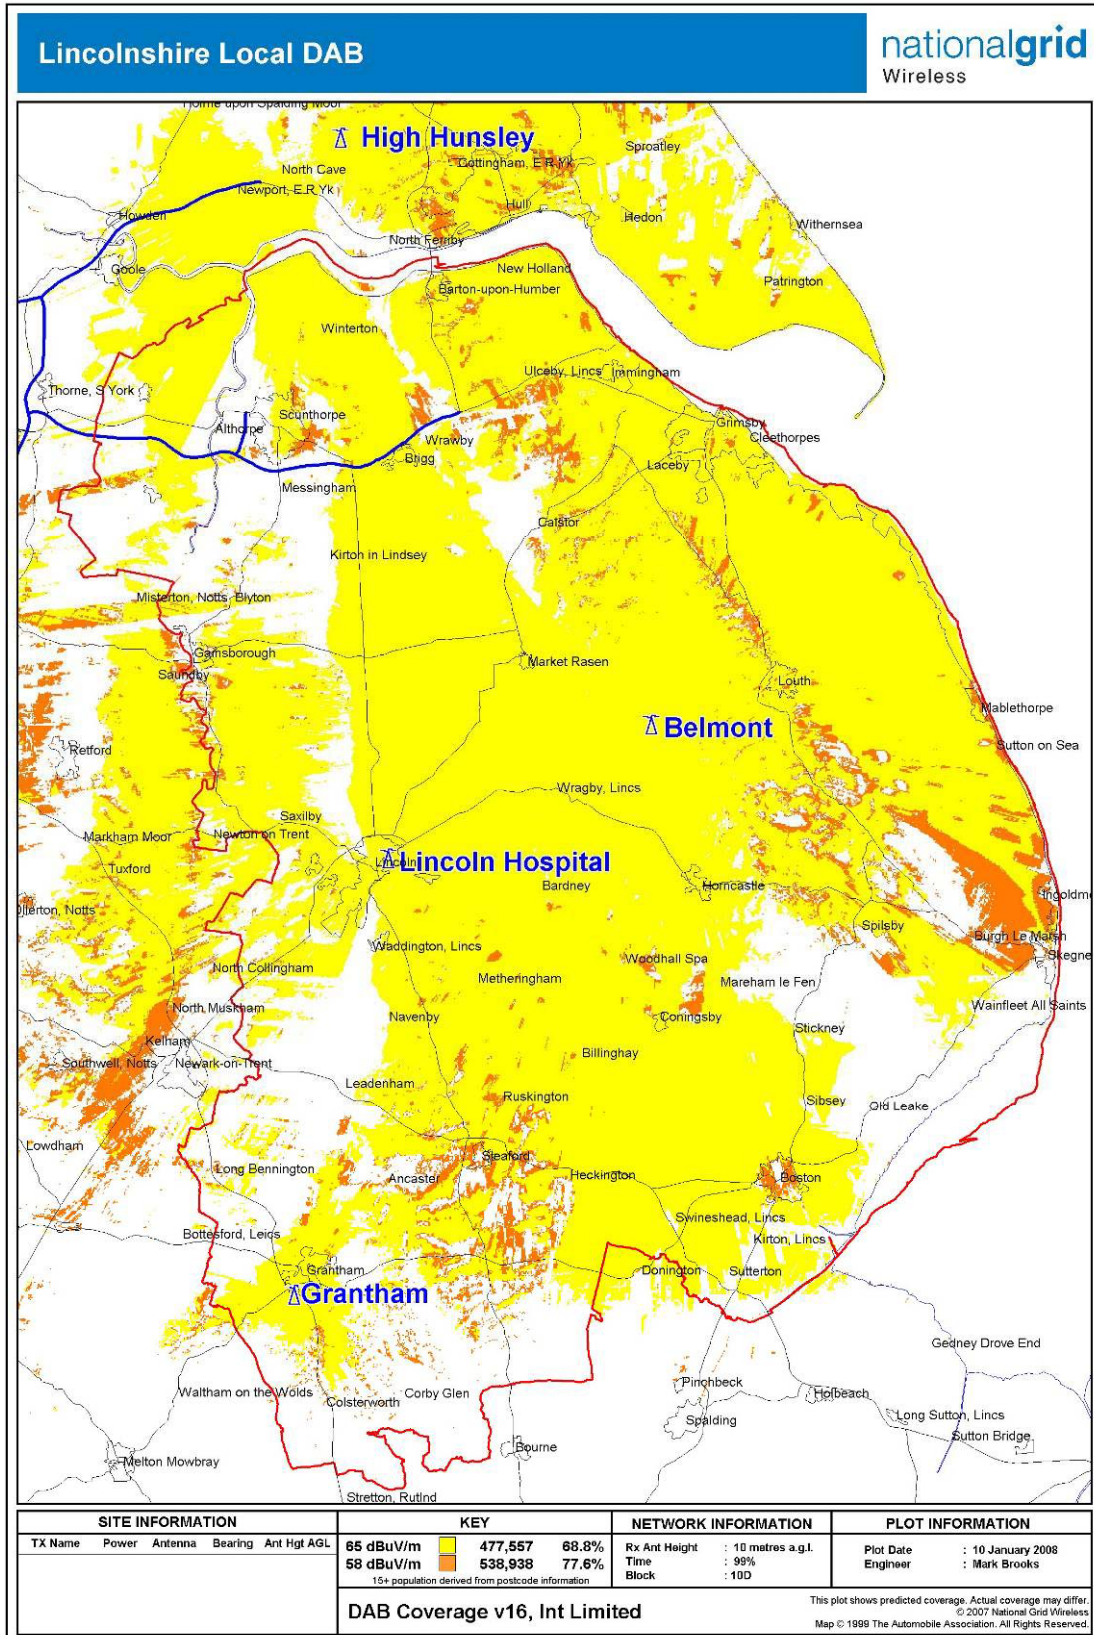 Lincolnshire Local DAB
nationalgrid
Wireless
Holme upon Spalding Moor
High Hunsley
Sproatley
Cottingham, E R Yk
North Cave
Newport, E.R.Yk
Hull
Howden
Hedon
Withernsea
North Ferriby
Goole
New Holland
Patrington
Barton-upon-Humber
Winterton
Ulceby, Lincs
Immingham
Thorne, S York
Scunthorpe
Althorpe
Grimsby
Wrawby
Cleethorpes
Brigg
Laceby
Messingham
Caistor
Kirton in Lindsey
Misterton, Notts
Blyton
Gainsborough
Market Rasen
Saundby
Louth
Mablethorpe
Belmont
Retford
Sutton on Sea
Wragby, Lincs
Saxilby
Markham Moor
Newton on Trent
Lincoln
Lincoln Hospital
Tuxford
Bardney
Horncastle
Ingoldme
Ollerton, Notts
Spilsby
Burgh Le Marsh
Waddington, Lincs
Skegne
Woodhall Spa
North Collingham
Metheringham
Mareham le Fen
North Muskham
Wainfleet All Saints
Navenby
Coningsby
Stickney
Kelham
Billinghay
Southwell, Notts
Newark-on-Trent
Leadenham
Ruskington
Sibsey
Old Leake
Lowdham
Sleaford
Long Bennington
Ancaster
Heckington
Boston
Swineshead, Lincs
Bottesford, Leics
Kirton, Lincs
Grantham
Donington
Sutterton
Grantham
Gedney Drove End
Pinchbeck
Waltham on the Wolds
Corby Glen
Holbeach
Colsterworth
Long Sutton, Lincs
Spalding
Sutton Bridge
Bourne
Melton Mowbray
Stretton, Rutlnd
SITE INFORMATION
TX Name Power Antenna Bearing Ant Hgt AGL
KEY
65 dBuV/m 477,557 68.8%
58 dBuV/m 538,938 77.6%
15+ population derived from postcode information
NETWORK INFORMATION
Rx Ant Height : 10 metres a.g.l.
Time : 99%
Block : 10D
PLOT INFORMATION
Plot Date : 10 January 2008
Engineer : Mark Brooks
DAB Coverage v16, Int Limited
This plot shows predicted coverage. Actual coverage may differ.
© 2007 National Grid Wireless
Map © 1999 The Automobile Association. All Rights Reserved.